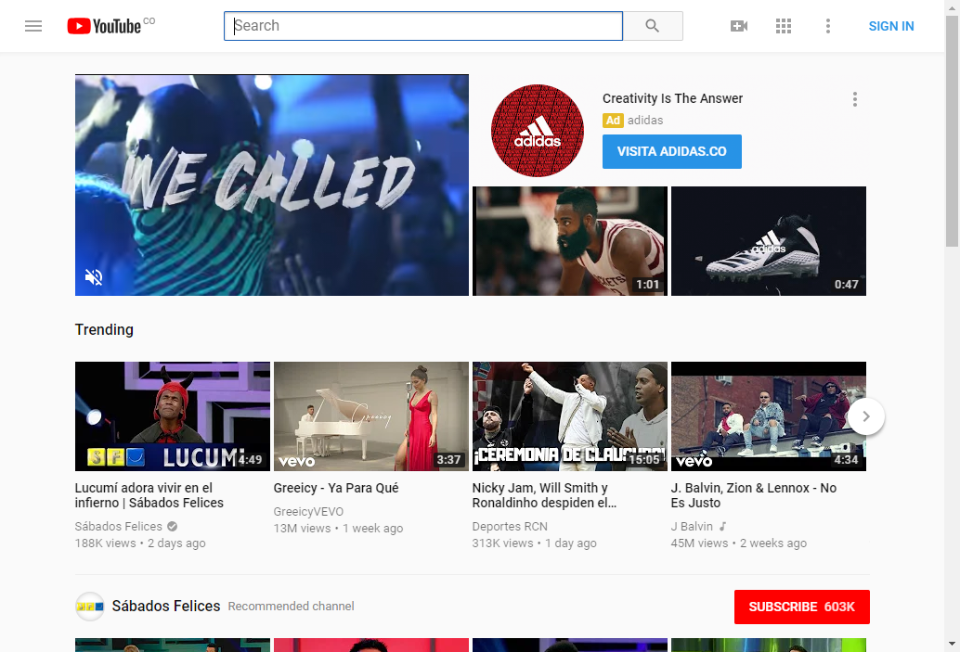 YouTube CO
Search
SIGN IN
WE CALLED
adidas
Creativity Is The Answer
Ad adidas
VISITA ADIDAS.CO
1:01
adidas
0:47
Trending
SF
LUCUMÍ
4:49
Greeicy
vevo
3:37
¡CEREMONIA DE CLAUSURA!
15:05
vevo
4:34
Lucumí adora vivir en el
infierno | Sábados Felices
Sábados Felices
188K views • 2 days ago
Greeicy - Ya Para Qué
GreeicyVEVO
13M views • 1 week ago
Nicky Jam, Will Smith y
Ronaldinho despiden el...
Deportes RCN
313K views • 1 day ago
J. Balvin, Zion & Lennox - No
Es Justo
J Balvin
45M views • 2 weeks ago
Sábados Felices Recommended channel
SUBSCRIBE 603K